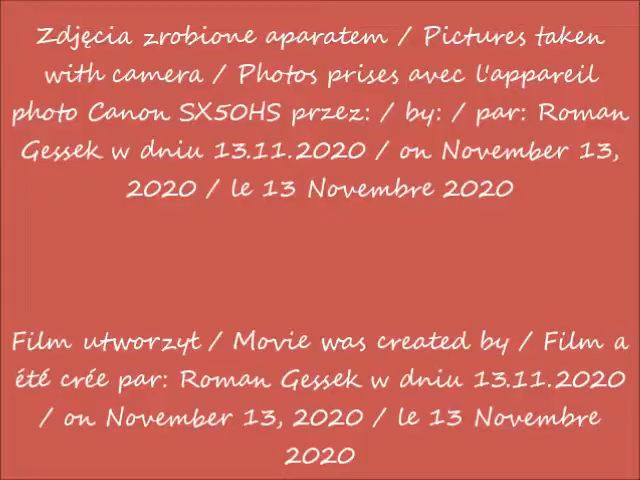 Zdjęcia zrobione aparatem / Pictures taken
with camera / Photos prises avec l'appareil
photo Canon SX50HS przez: / by: / par: Roman
Gessek w dniu 13.11.2020 / on November 13,
2020 / le 13 Novembre 2020
Film utworzył / Movie was created by / Film a
été crée par: Roman Gessek w dniu 13.11.2020
/ on November 13, 2020 / le 13 Novembre
2020